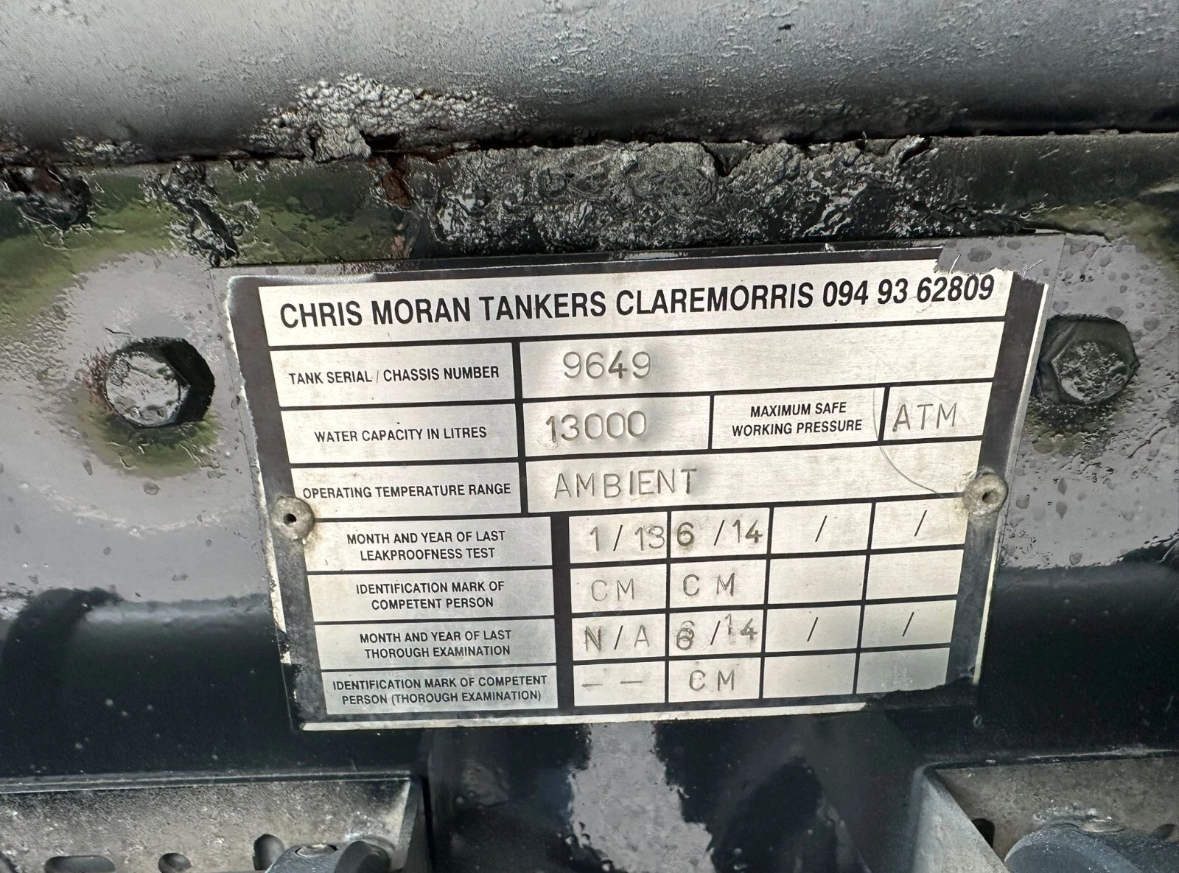 CHRIS MORAN TANKERS CLAREMORRIS 094 93 62809
TANK SERIAL / CHASSIS NUMBER 9649
WATER CAPACITY IN LITRES 13000 MAXIMUM SAFE WORKING PRESSURE ATM
OPERATING TEMPERATURE RANGE AMBIENT
MONTH AND YEAR OF LAST
LEAKPROOFNESS TEST 1/13 6/14 / /
IDENTIFICATION MARK OF
COMPETENT PERSON CM CM
MONTH AND YEAR OF LAST
THOROUGH EXAMINATION N/A 6/14 / /
IDENTIFICATION MARK OF COMPETENT
PERSON (THOROUGH EXAMINATION) — — CM